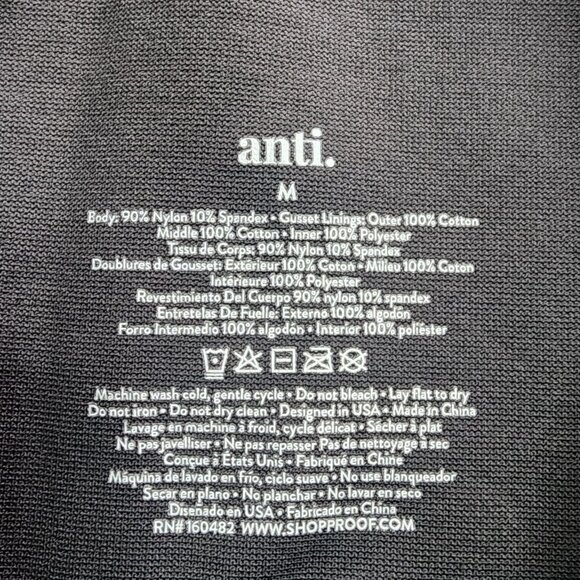 anti.
M
Body: 90% Nylon 10% Spandex • Gusset Linings: Outer 100% Cotton
Middle 100% Cotton • Inner 100% Polyester
Tissu de Corps: 90% Nylon 10% Spandex
Doublures de Gousset: Extérieur 100% Coton • Milieu 100% Coton
Intérieure 100% Polyester
Revestimiento Del Cuerpo 90% nylon 10% spandex
Entretelas De Fuelle: Externo 100% algodón
Forro Intermedio 100% algodón • Interior 100% poliéster
Machine wash cold, gentle cycle • Do not bleach • Lay flat to dry
Do not iron • Do not dry clean • Designed in USA • Made in China
Lavage en machine à froid, cycle délicat • Sécher à plat
Ne pas javelliser • Ne pas repasser Pas de nettoyage a sec
Conçue à États Unis • Fabriqué en Chine
Máquina de lavado en frio, ciclo suave • No use blanqueador
Secar en plano • No planchar • No lavar en seco
Disenado en USA • Fabricado en China
RN# 160482 WWW.SHOPPROOF.COM